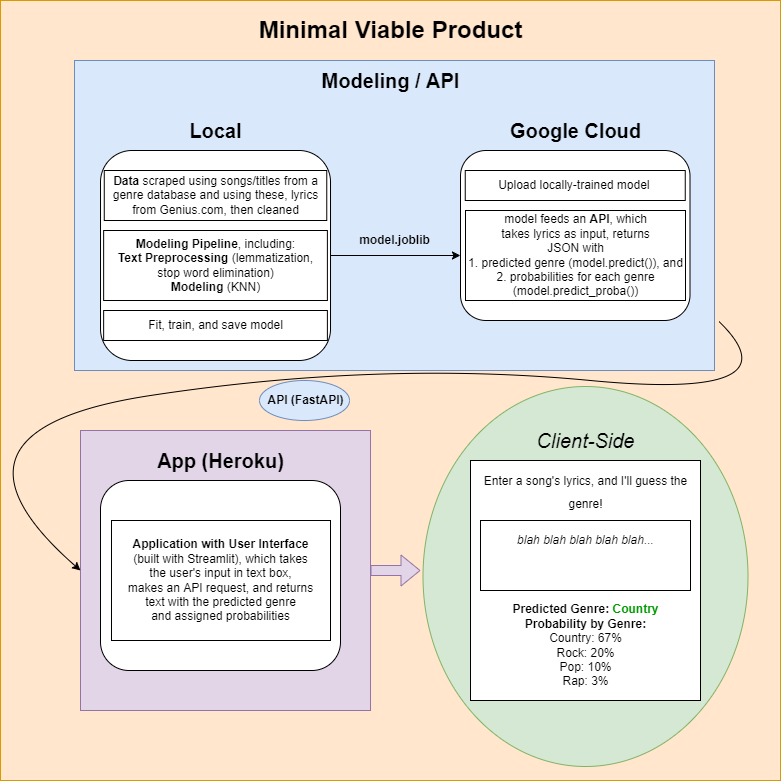 Minimal Viable Product
Modeling / API
Local
Data scraped using songs/titles from a
genre database and using these, lyrics
from Genius.com, then cleaned
Modeling Pipeline, including:
Text Preprocessing (lemmatization,
stop word elimination)
Modeling (KNN)
Fit, train, and save model
model.joblib
Google Cloud
Upload locally-trained model
model feeds an API, which
takes lyrics as input, returns
JSON with
1. predicted genre (model.predict()), and
2. probabilities for each genre
(model.predict_proba())
API (FastAPI)
App (Heroku)
Application with User Interface
(built with Streamlit), which takes
the user's input in text box,
makes an API request, and returns
text with the predicted genre
and assigned probabilities
Client-Side
Enter a song's lyrics, and I'll guess the
genre!
blah blah blah blah blah...
Predicted Genre: Country
Probability by Genre:
Country: 67%
Rock: 20%
Pop: 10%
Rap: 3%